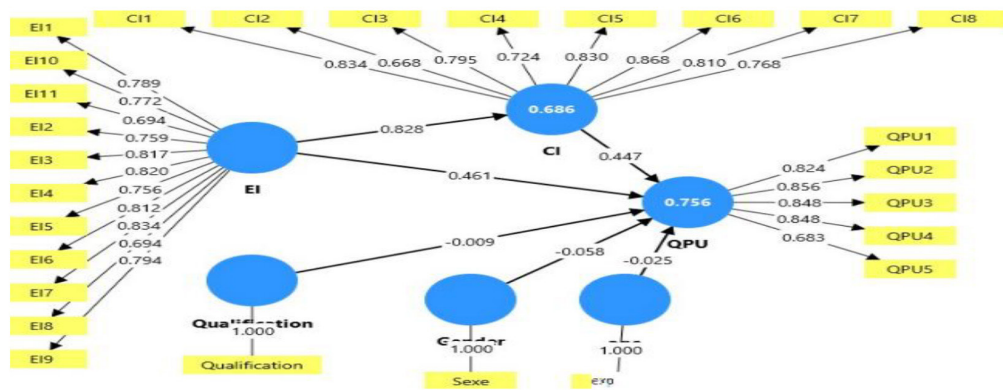 EI1
CI1
CI2
CI3
CI4
CI5
CI6
CI7
CI8
EI10
EI11
EI2
EI3
EI4
EI5
EI6
EI7
EI8
EI9
0.789
0.772
0.694
0.759
0.817
0.820
0.756
0.812
0.834
0.694
0.794
0.834
0.668
0.795
0.724
0.830
0.868
0.810
0.768
0.686
CI
EI
0.828
0.461
0.447
0.756
QPU
0.824
0.856
0.848
0.848
0.683
QPU1
QPU2
QPU3
QPU4
QPU5
-0.009
-0.058
-0.025
Qualification
1.000
Qualification
Gender
1.000
Sexe
1.000